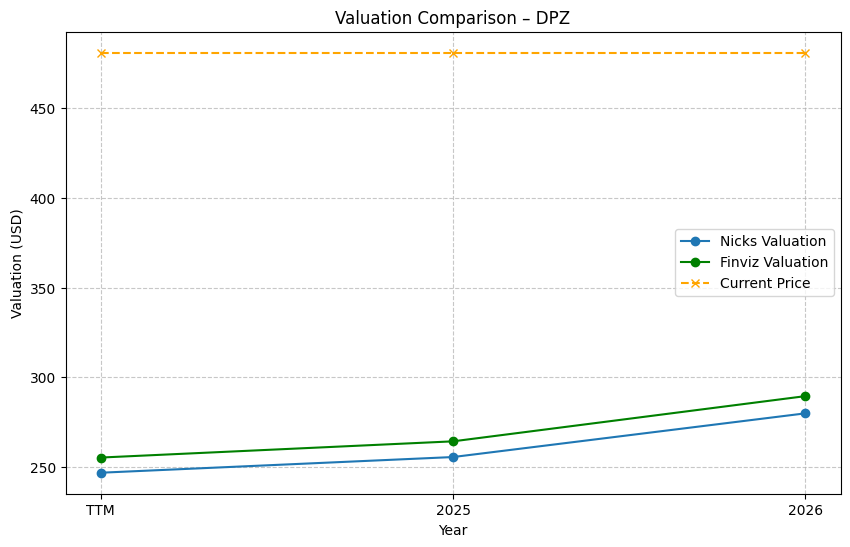 Valuation Comparison – DPZ
Valuation (USD)
450
400
350
300
250
Nicks Valuation
Finviz Valuation
Current Price
TTM
2025
2026
Year